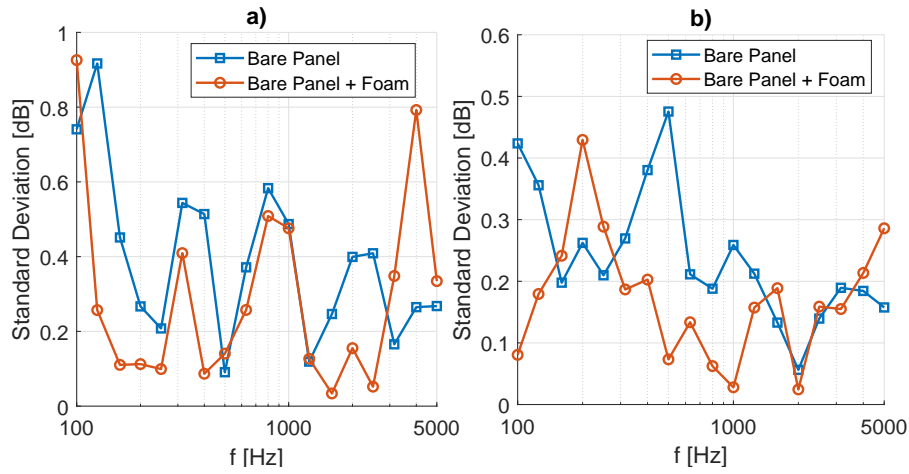 a)
Standard Deviation [dB]
1
0.8
0.6
0.4
0.2
0
Bare Panel
Bare Panel + Foam
100
1000
5000
f [Hz]
b)
Standard Deviation [dB]
0.6
0.5
0.4
0.3
0.2
0.1
0
Bare Panel
Bare Panel + Foam
100
1000
5000
f [Hz]